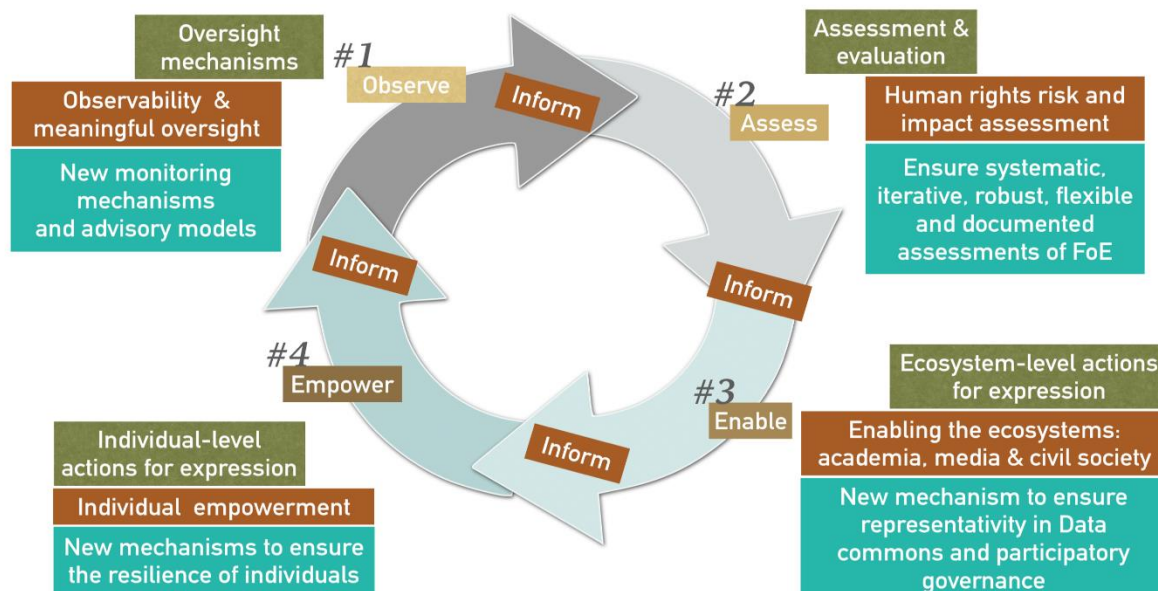 Oversight
mechanisms
#1
Observe
Observability &
meaningful oversight
New monitoring
mechanisms
and advisory models
Inform
Assessment &
evaluation
#2
Assess
Human rights risk and
impact assessment
Ensure systematic,
iterative, robust, flexible
and documented
assessments of FoE
Inform
Ecosystem-level actions
for expression
#3
Enable
Enabling the ecosystems:
academia, media & civil society
New mechanism to ensure
representativity in Data
commons and participatory
governance
Inform
#4
Empower
Individual-level
actions for expression
Individual empowerment
New mechanisms to ensure
the resilience of individuals
Inform